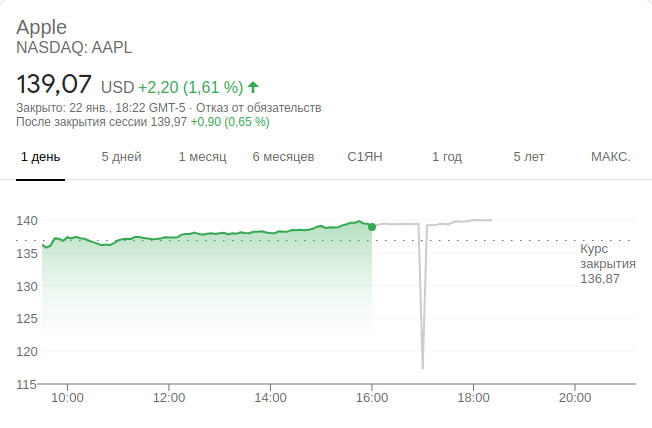 Apple
NASDAQ: AAPL
139,07 USD +2,20 (1,61 %)
Закрыто: 22 янв., 18:22 GMT-5 · Отказ от обязательств
После закрытия сессии 139,97 +0,90 (0,65 %)
1 день 5 дней 1 месяц 6 месяцев С1ЯН 1 год 5 лет МАКС.
140
135
130
125
120
115
Курс
закрытия
136,87
10:00 12:00 14:00 16:00 18:00 20:00